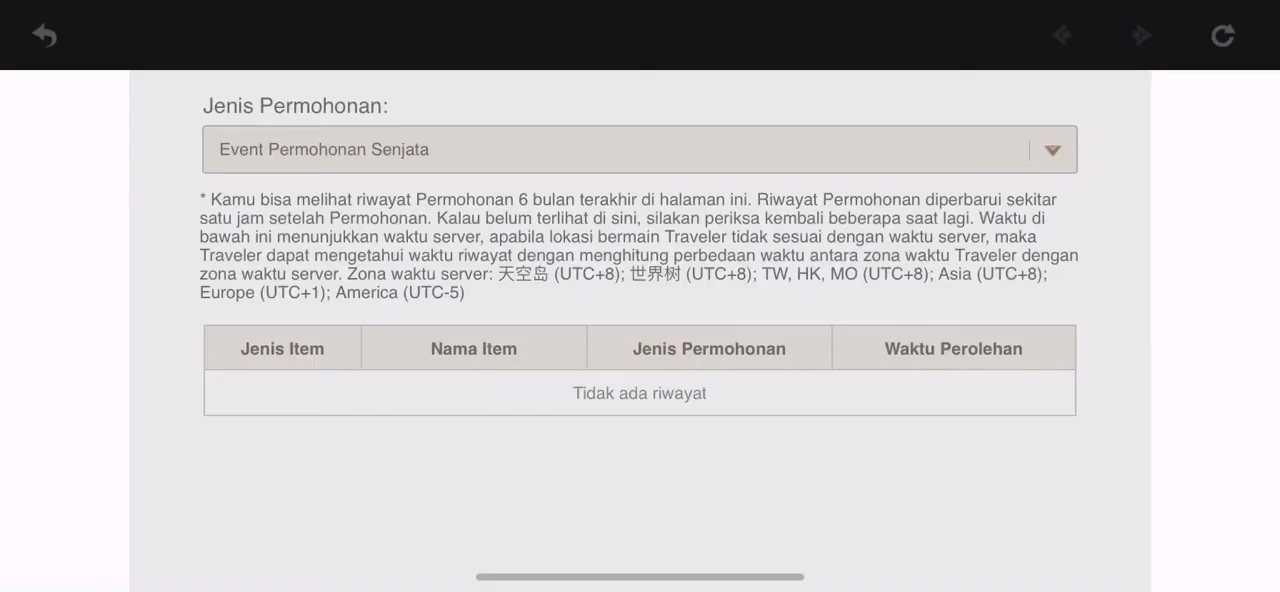 Jenis Permohonan:
Event Permohonan Senjata
* Kamu bisa melihat riwayat Permohonan 6 bulan terakhir di halaman ini. Riwayat Permohonan diperbarui sekitar
satu jam setelah Permohonan. Kalau belum terlihat di sini, silakan periksa kembali beberapa saat lagi. Waktu di
bawah ini menunjukkan waktu server, apabila lokasi bermain Traveler tidak sesuai dengan waktu server, maka
Traveler dapat mengetahui waktu riwayat dengan menghitung perbedaan waktu antara zona waktu Traveler dengan
zona waktu server. Zona waktu server: 天空岛 (UTC+8); 世界树 (UTC+8); TW, HK, MO (UTC+8); Asia (UTC+8);
Europe (UTC+1); America (UTC-5)
Jenis Item Nama Item Jenis Permohonan Waktu Perolehan
Tidak ada riwayat